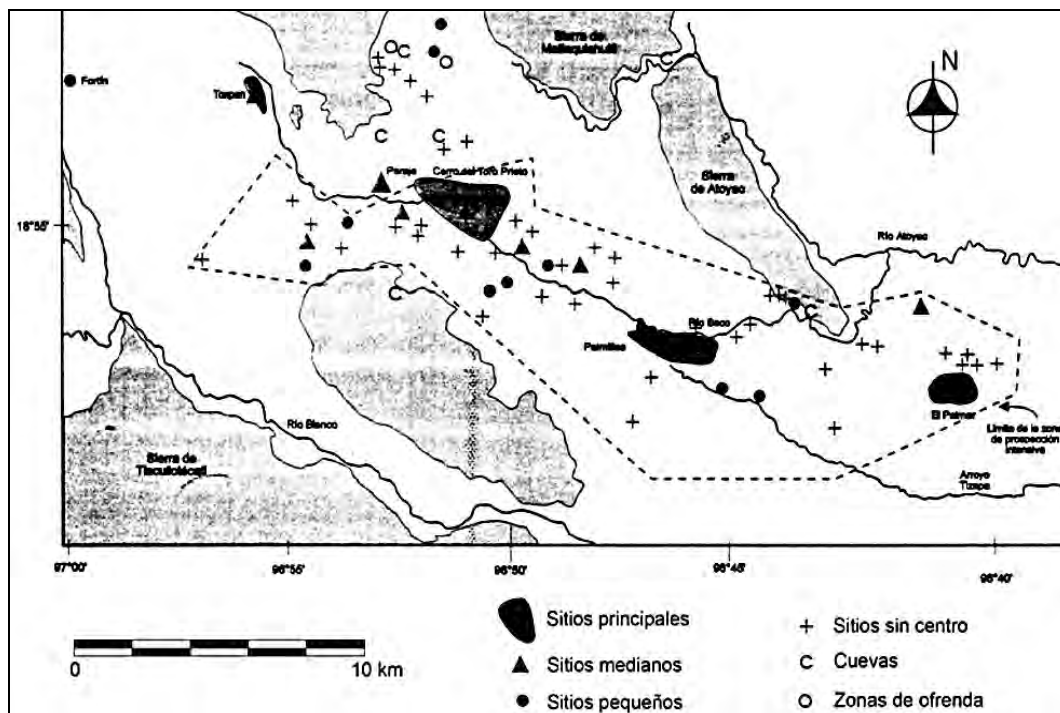 Sierra de
Matlaquiahuitl
N
Fortín
Toxpan
Paraje
Cerro del Toro Prieto
Sierra
de Atoyac
18°55'
Río Atoyac
Río Seco
Palmillas
El Palmar
Límite de la zona
de prospección
intensiva
Río Blanco
Sierra de
Arroyo
Tizapa
97°00'
96°55'
96°50'
96°45'
96°40'
0
10 km
Sitios principales
Sitios medianos
Sitios pequeños
Sitios sin centro
Cuevas
Zonas de ofrenda